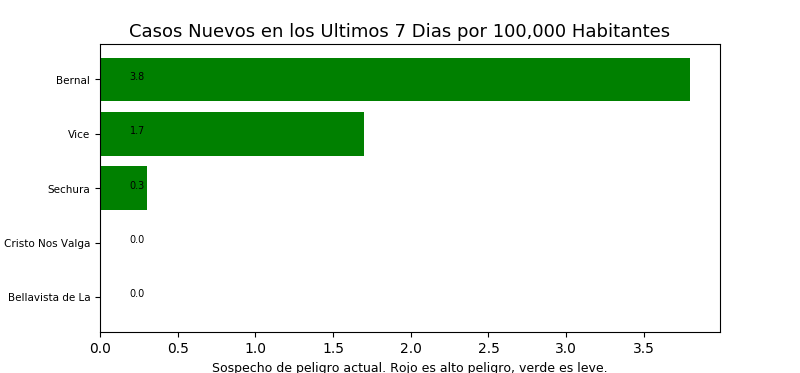 Casos Nuevos en los Ultimos 7 Dias por 100,000 Habitantes
Bernal 3.8
Vice 1.7
Sechura 0.3
Cristo Nos Valga 0.0
Bellavista de La 0.0
0.0 0.5 1.0 1.5 2.0 2.5 3.0 3.5
Sospecho de peligro actual. Rojo es alto peligro, verde es leve.